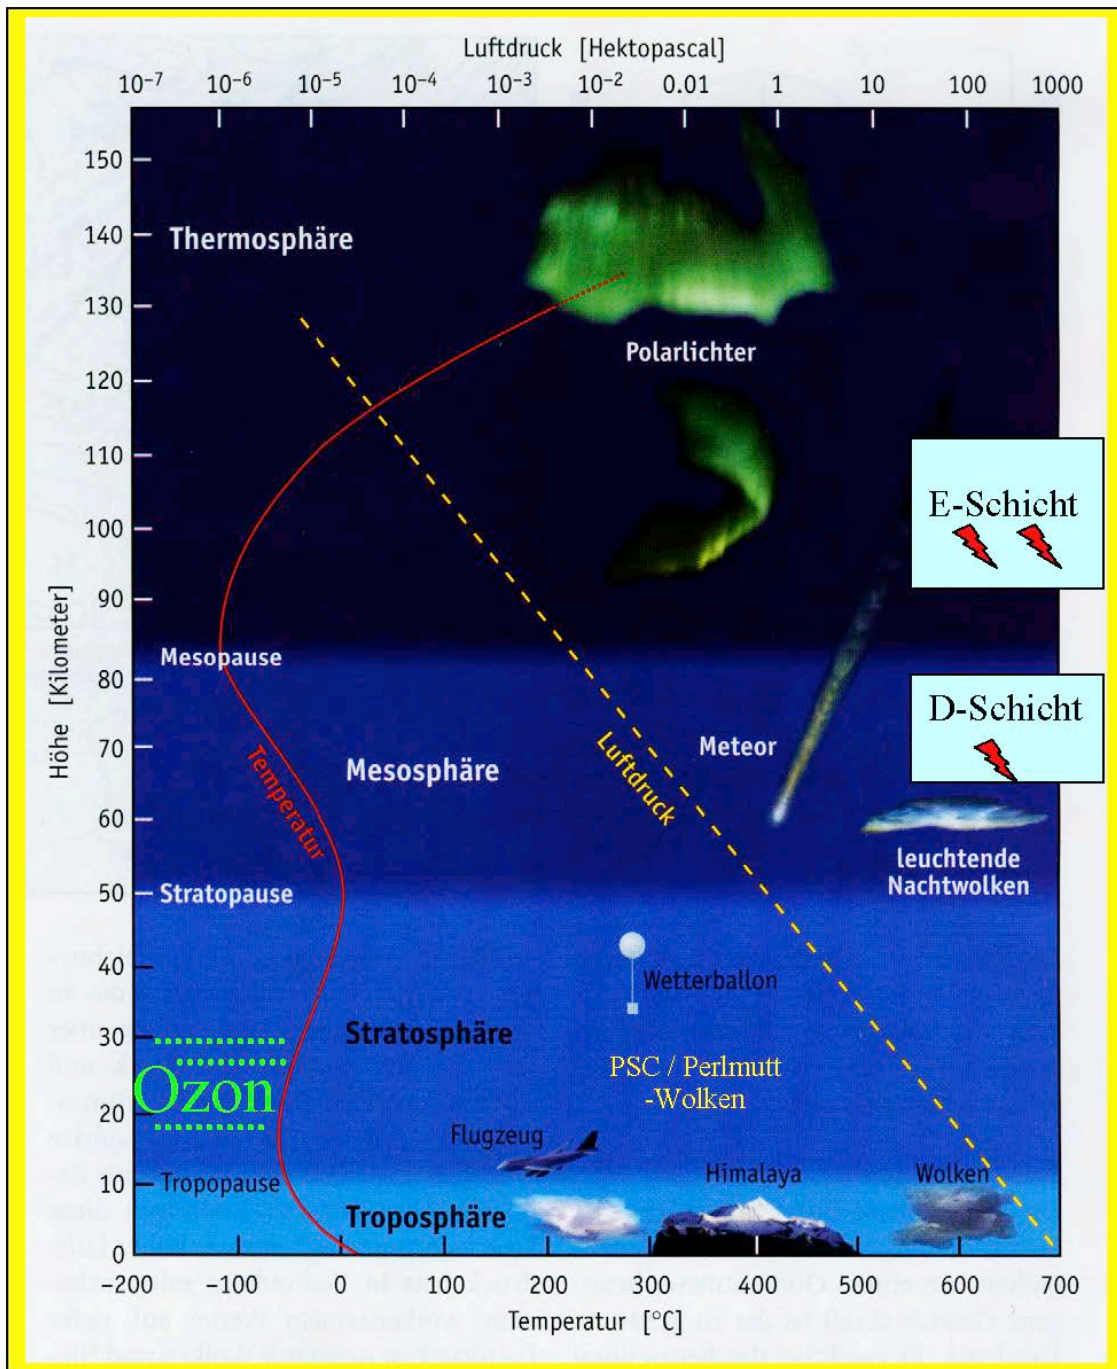 Luftdruck [Hektopascal]
10⁻⁷ 10⁻⁶ 10⁻⁵ 10⁻⁴ 10⁻³ 10⁻² 0.01 1 10 100 1000
150
140
130
120
110
100
90
80
70
60
50
40
30
20
10
0
Höhe [Kilometer]
Thermosphäre
Polarlichter
E-Schicht
Mesopause
D-Schicht
Meteor
Mesosphäre
Luftdruck
Temperatur
leuchtende
Nachtwolken
Stratopause
Wetterballon
Stratosphäre
PSC / Perlmutt
-Wolken
Ozon
Flugzeug
Himalaya
Wolken
Tropopause
Troposphäre
-200 -100 0 100 200 300 400 500 600 700
Temperatur [°C]